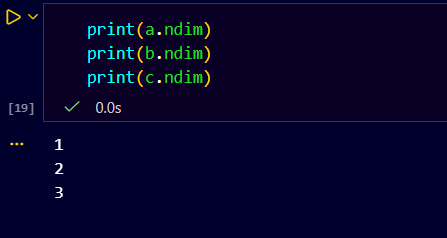 print(a.ndim)
print(b.ndim)
print(c.ndim)
[19] 0.0s
...
1
2
3